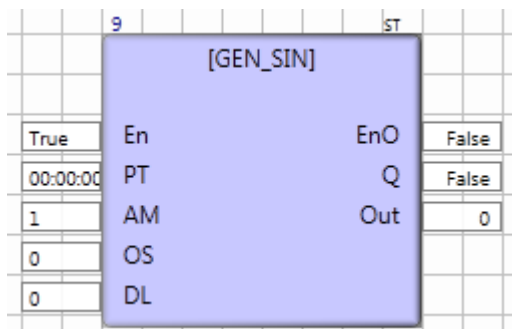 9 ST
[GEN_SIN]
True En EnO False
00:00:00 PT Q False
1 AM Out 0
0 OS
0 DL